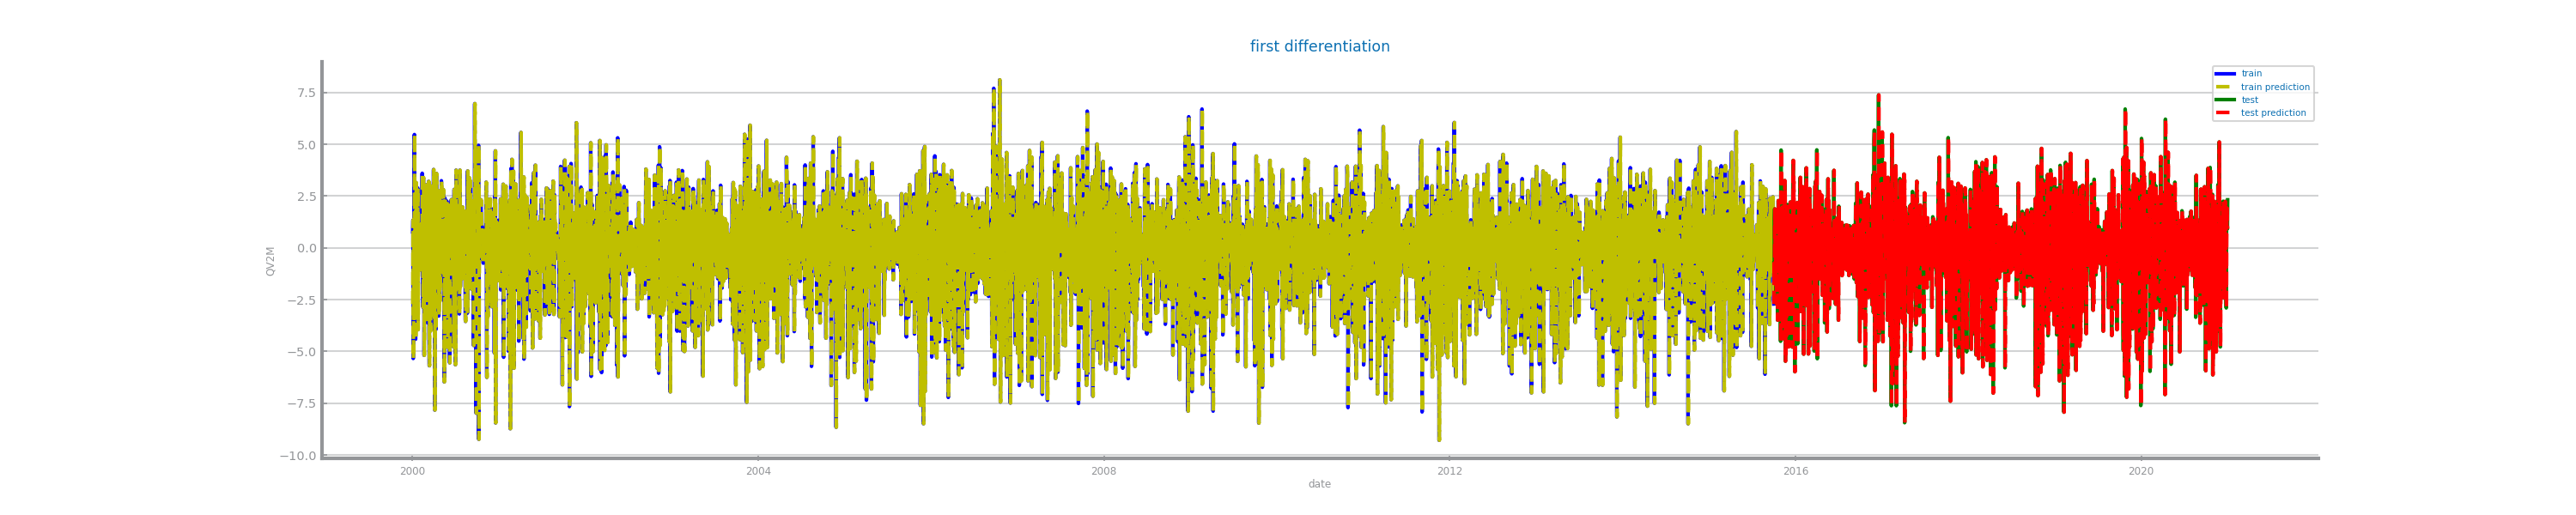 first differentiation
train
train prediction
test
test prediction
7.5
5.0
2.5
0.0
−2.5
−5.0
−7.5
−10.0
QV2M
2000
2004
2008
2012
2016
2020
date